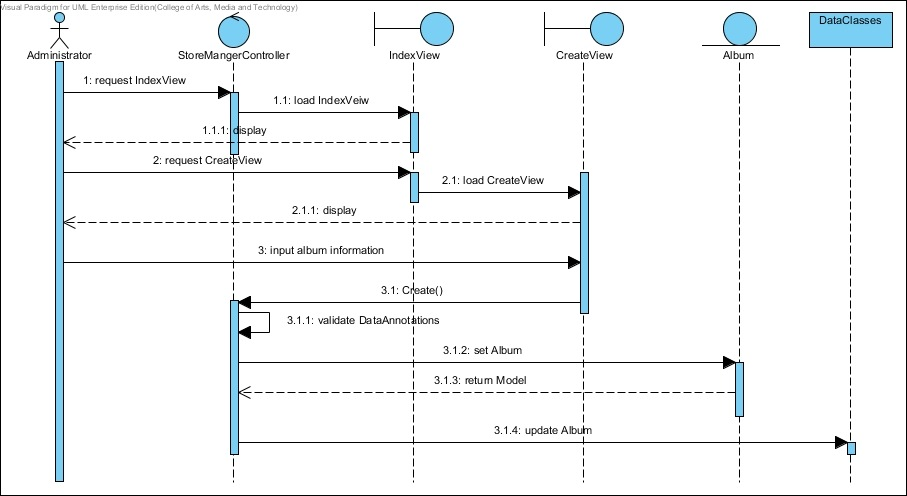 Visual Paradigm for UML Enterprise Edition(College of Arts, Media and Technology)
DataClasses
Administrator
StoreMangerController
IndexView
CreateView
Album
1: request IndexView
1.1: load IndexVeiw
1.1.1: display
2: request CreateView
2.1: load CreateView
2.1.1: display
3: input album information
3.1: Create()
3.1.1: validate DataAnnotations
3.1.2: set Album
3.1.3: return Model
3.1.4: update Album